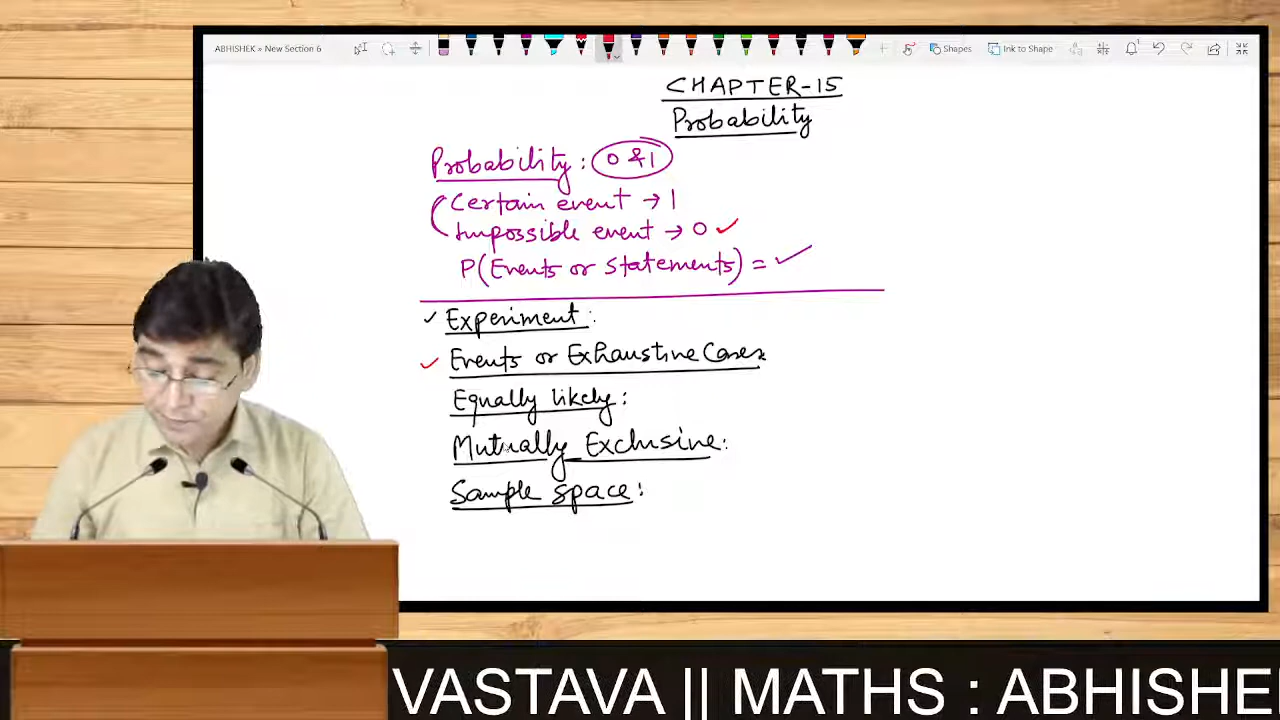 ABHISHEK » New Section 6
Shapes
Ink to Shape
CHAPTER-15
Probability
Probability : 0 & 1
Certain event → 1
Impossible event → 0 ✓
P(Events or Statements) = ✓
✓ Experiment :
✓ Events or Exhaustive Cases
Equally likely :
Mutually Exclusive :
Sample space :
VASTAVA || MATHS : ABHISHE